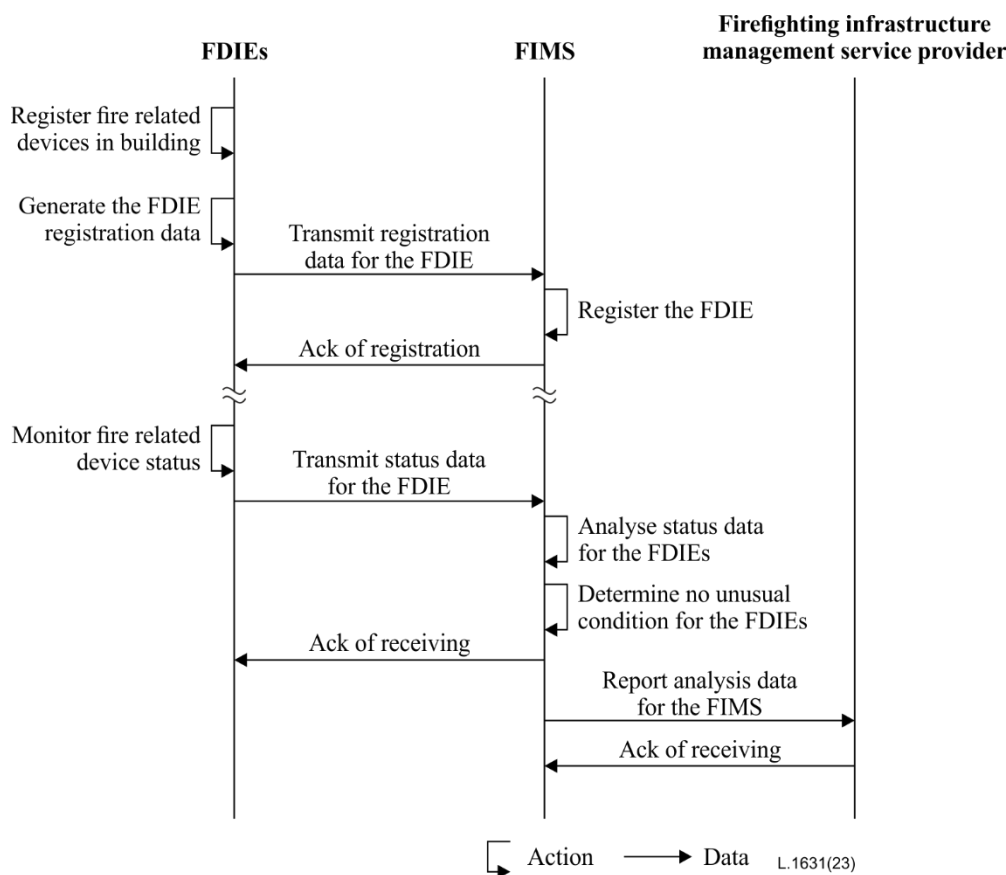 FDIEs
FIMS
Firefighting infrastructure
management service provider
Register fire related
devices in building
Generate the FDIE
registration data
Transmit registration
data for the FDIE
Register the FDIE
Ack of registration
Monitor fire related
device status
Transmit status data
for the FDIE
Analyse status data
for the FDIEs
Determine no unusual
condition for the FDIEs
Ack of receiving
Report analysis data
for the FIMS
Ack of receiving
Action
Data
L.1631(23)